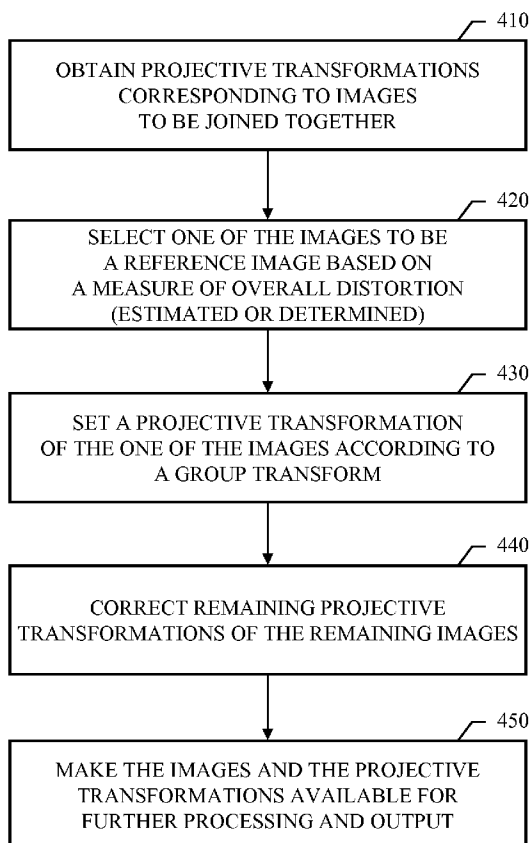 410
OBTAIN PROJECTIVE TRANSFORMATIONS
CORRESPONDING TO IMAGES
TO BE JOINED TOGETHER
420
SELECT ONE OF THE IMAGES TO BE
A REFERENCE IMAGE BASED ON
A MEASURE OF OVERALL DISTORTION
(ESTIMATED OR DETERMINED)
430
SET A PROJECTIVE TRANSFORMATION
OF THE ONE OF THE IMAGES ACCORDING TO
A GROUP TRANSFORM
440
CORRECT REMAINING PROJECTIVE
TRANSFORMATIONS OF THE REMAINING IMAGES
450
MAKE THE IMAGES AND THE PROJECTIVE
TRANSFORMATIONS AVAILABLE FOR
FURTHER PROCESSING AND OUTPUT